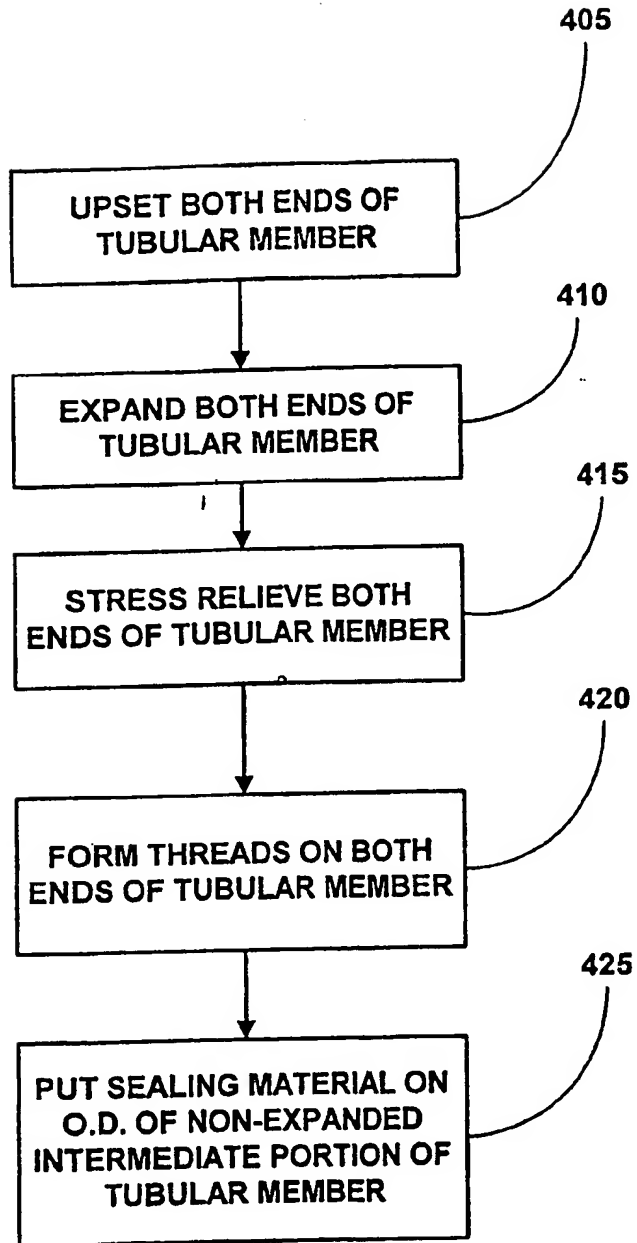 405
UPSET BOTH ENDS OF
TUBULAR MEMBER
410
EXPAND BOTH ENDS OF
TUBULAR MEMBER
415
STRESS RELIEVE BOTH
ENDS OF TUBULAR MEMBER
420
FORM THREADS ON BOTH
ENDS OF TUBULAR MEMBER
425
PUT SEALING MATERIAL ON
O.D. OF NON-EXPANDED
INTERMEDIATE PORTION OF
TUBULAR MEMBER